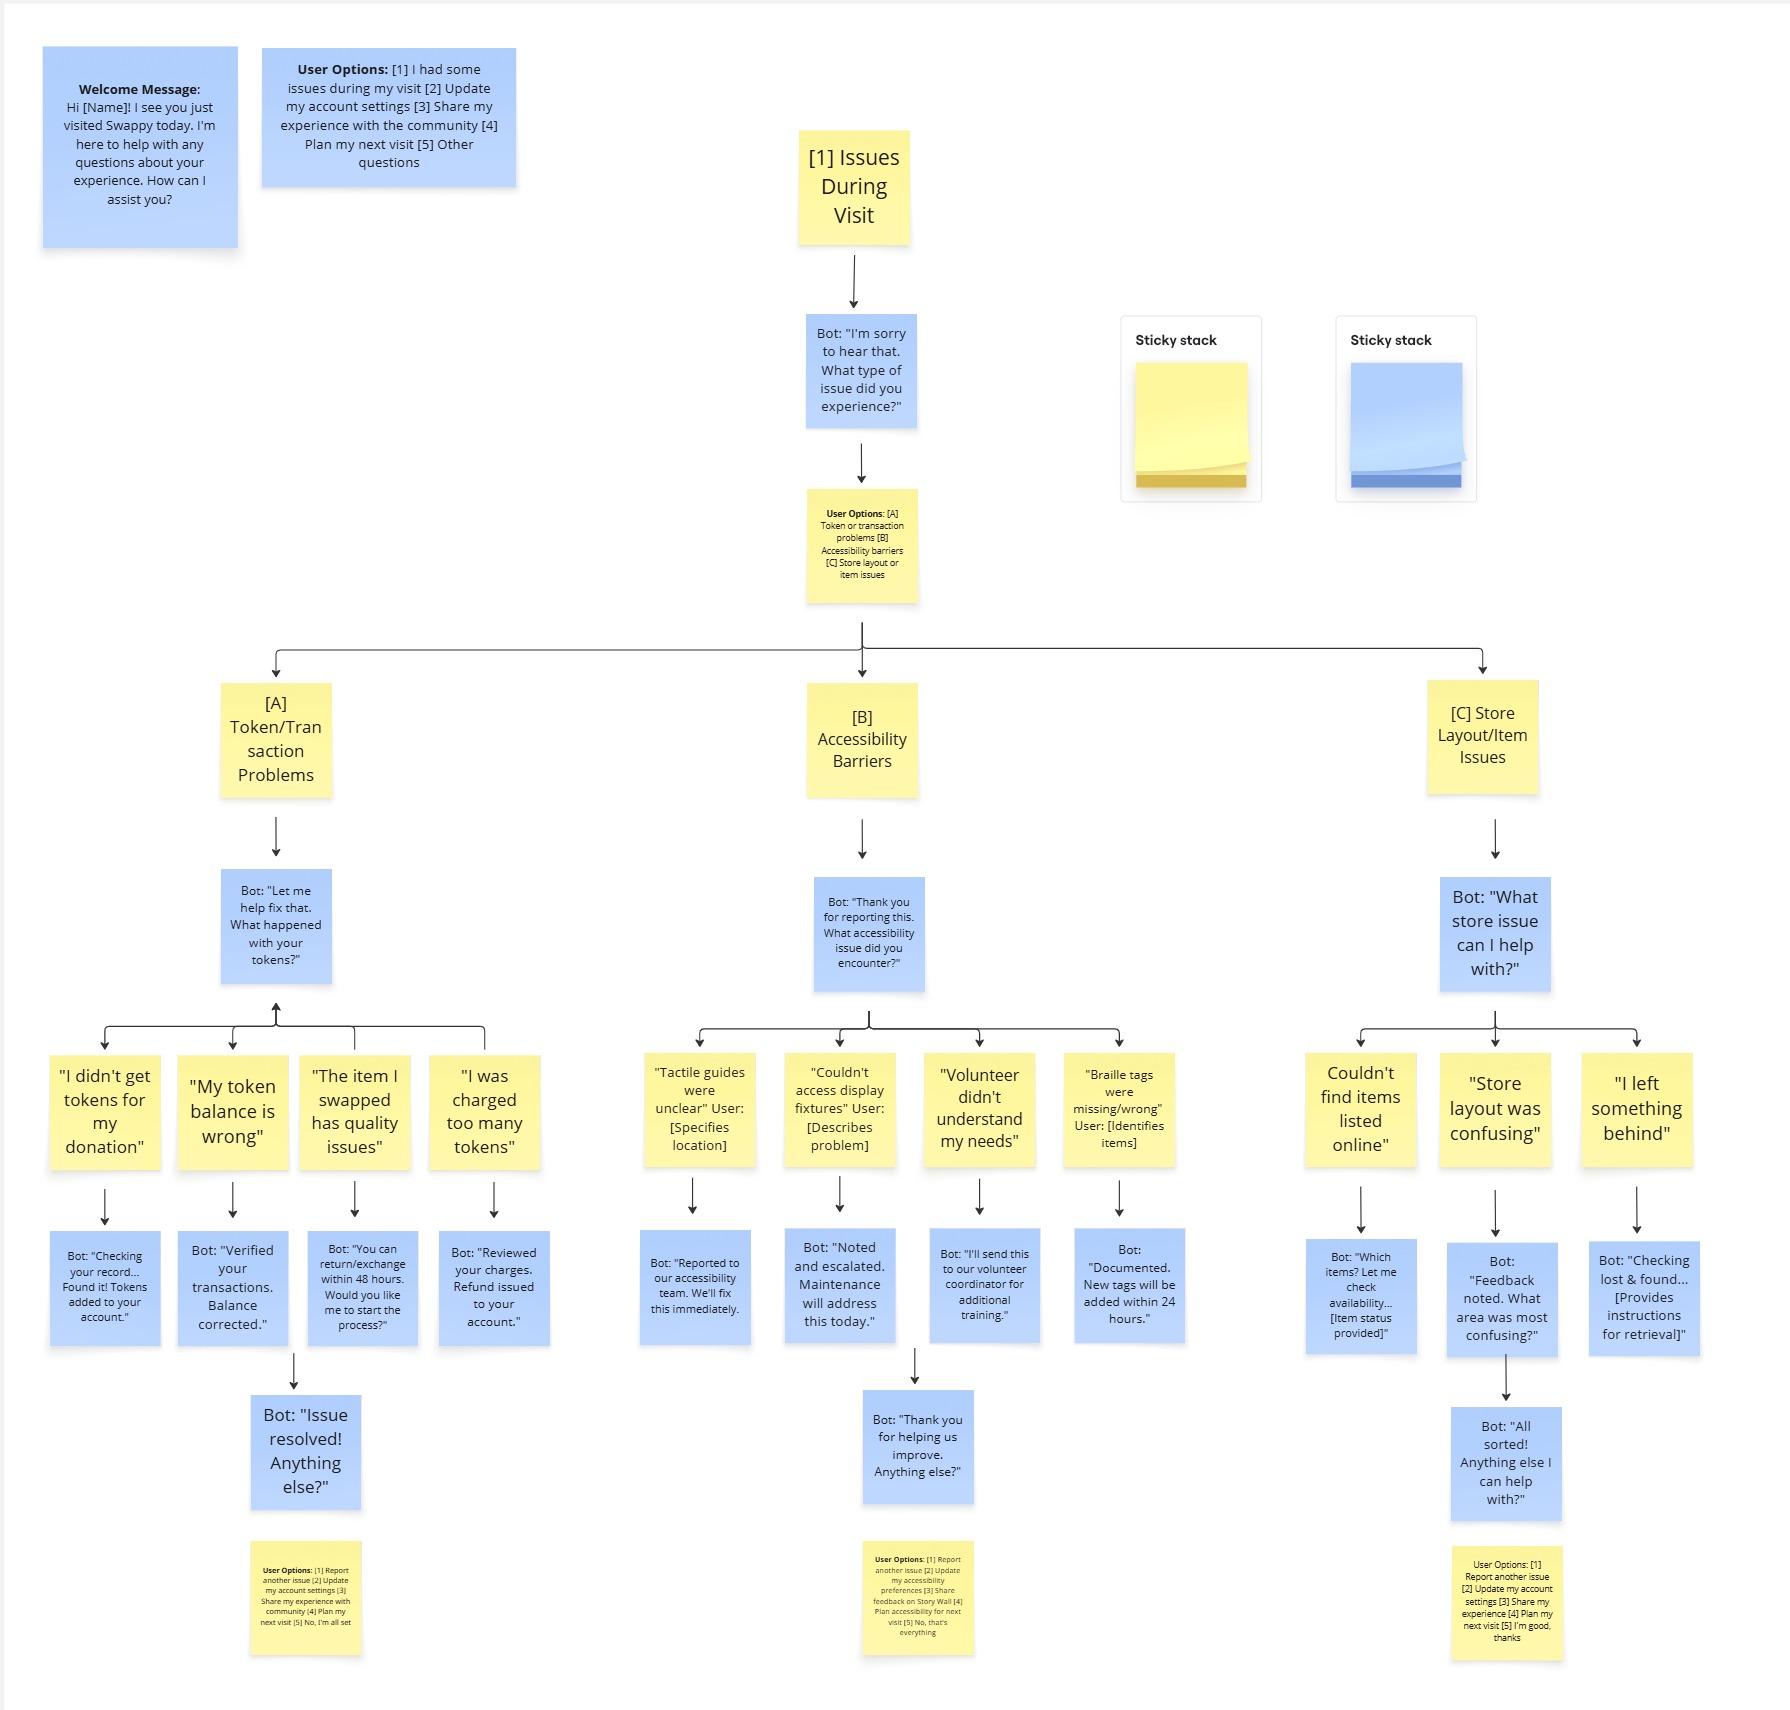 Welcome Message:
Hi [Name]! I see you just
visited Swappy today. I'm
here to help with any
questions about your
experience. How can I
assist you?
User Options: [1] I had some
issues during my visit [2] Update
my account settings [3] Share my
experience with the community [4]
Plan my next visit [5] Other
questions
[1] Issues
During
Visit
Bot: "I'm sorry
to hear that.
What type of
issue did you
experience?"
Sticky stack
Sticky stack
User Options: [A]
Token or transaction
problems [B]
Accessibility barriers
[C] Store layout or
item issues
[A]
Token/Tran
saction
Problems
[B]
Accessibility
Barriers
[C] Store
Layout/Item
Issues
Bot: "Let me
help fix that.
What happened
with your
tokens?"
Bot: "Thank you
for reporting this.
What accessibility
issue did you
encounter?"
Bot: "What
store issue
can I help
with?"
"I didn't get
tokens for
my
donation"
"My token
balance is
wrong"
"The item I
swapped
has quality
issues"
"I was
charged
too many
tokens"
"Tactile guides
were
unclear" User:
[Specifies
location]
"Couldn't
access display
fixtures" User:
[Describes
problem]
"Volunteer
didn't
understand
my needs"
"Braille tags
were
missing/wrong"
User: [Identifies
items]
Couldn't
find items
listed
online"
"Store
layout was
confusing"
"I left
something
behind"
Bot: "Checking
your record...
Found it! Tokens
added to your
account."
Bot: "Verified
your
transactions.
Balance
corrected."
Bot: "You can
return/exchange
within 48 hours.
Would you like
me to start the
process?"
Bot: "Reviewed
your charges.
Refund issued
to your
account."
Bot: "Reported to
our accessibility
team. We'll fix
this immediately.
Bot: "Noted
and escalated.
Maintenance
will address
this today."
Bot: "I'll send this
to our volunteer
coordinator for
additional
training."
Bot:
"Documented.
New tags will be
added within 24
hours."
Bot: "Which
items? Let me
check
availability...
[Item status
provided]"
Bot:
"Feedback
noted. What
area was most
confusing?"
Bot: "Checking
lost & found...
[Provides
instructions
for retrieval]"
Bot: "Issue
resolved!
Anything
else?"
Bot: "Thank you
for helping us
improve.
Anything else?"
Bot: "All
sorted!
Anything else I
can help
with?"
User Options: [1] Report
another issue [2] Update
my account settings [3]
Share my experience with
community [4] Plan my
next visit [5] No, I'm all set
User Options: [1] Report
another issue [2] Update
my accessibility
preferences [3] Share
feedback on Story Wall [4]
Plan accessibility for next
visit [5] No, that's
everything
User Options: [1]
Report another issue
[2] Update my account
settings [3] Share my
experience [4] Plan my
next visit [5] I'm good,
thanks